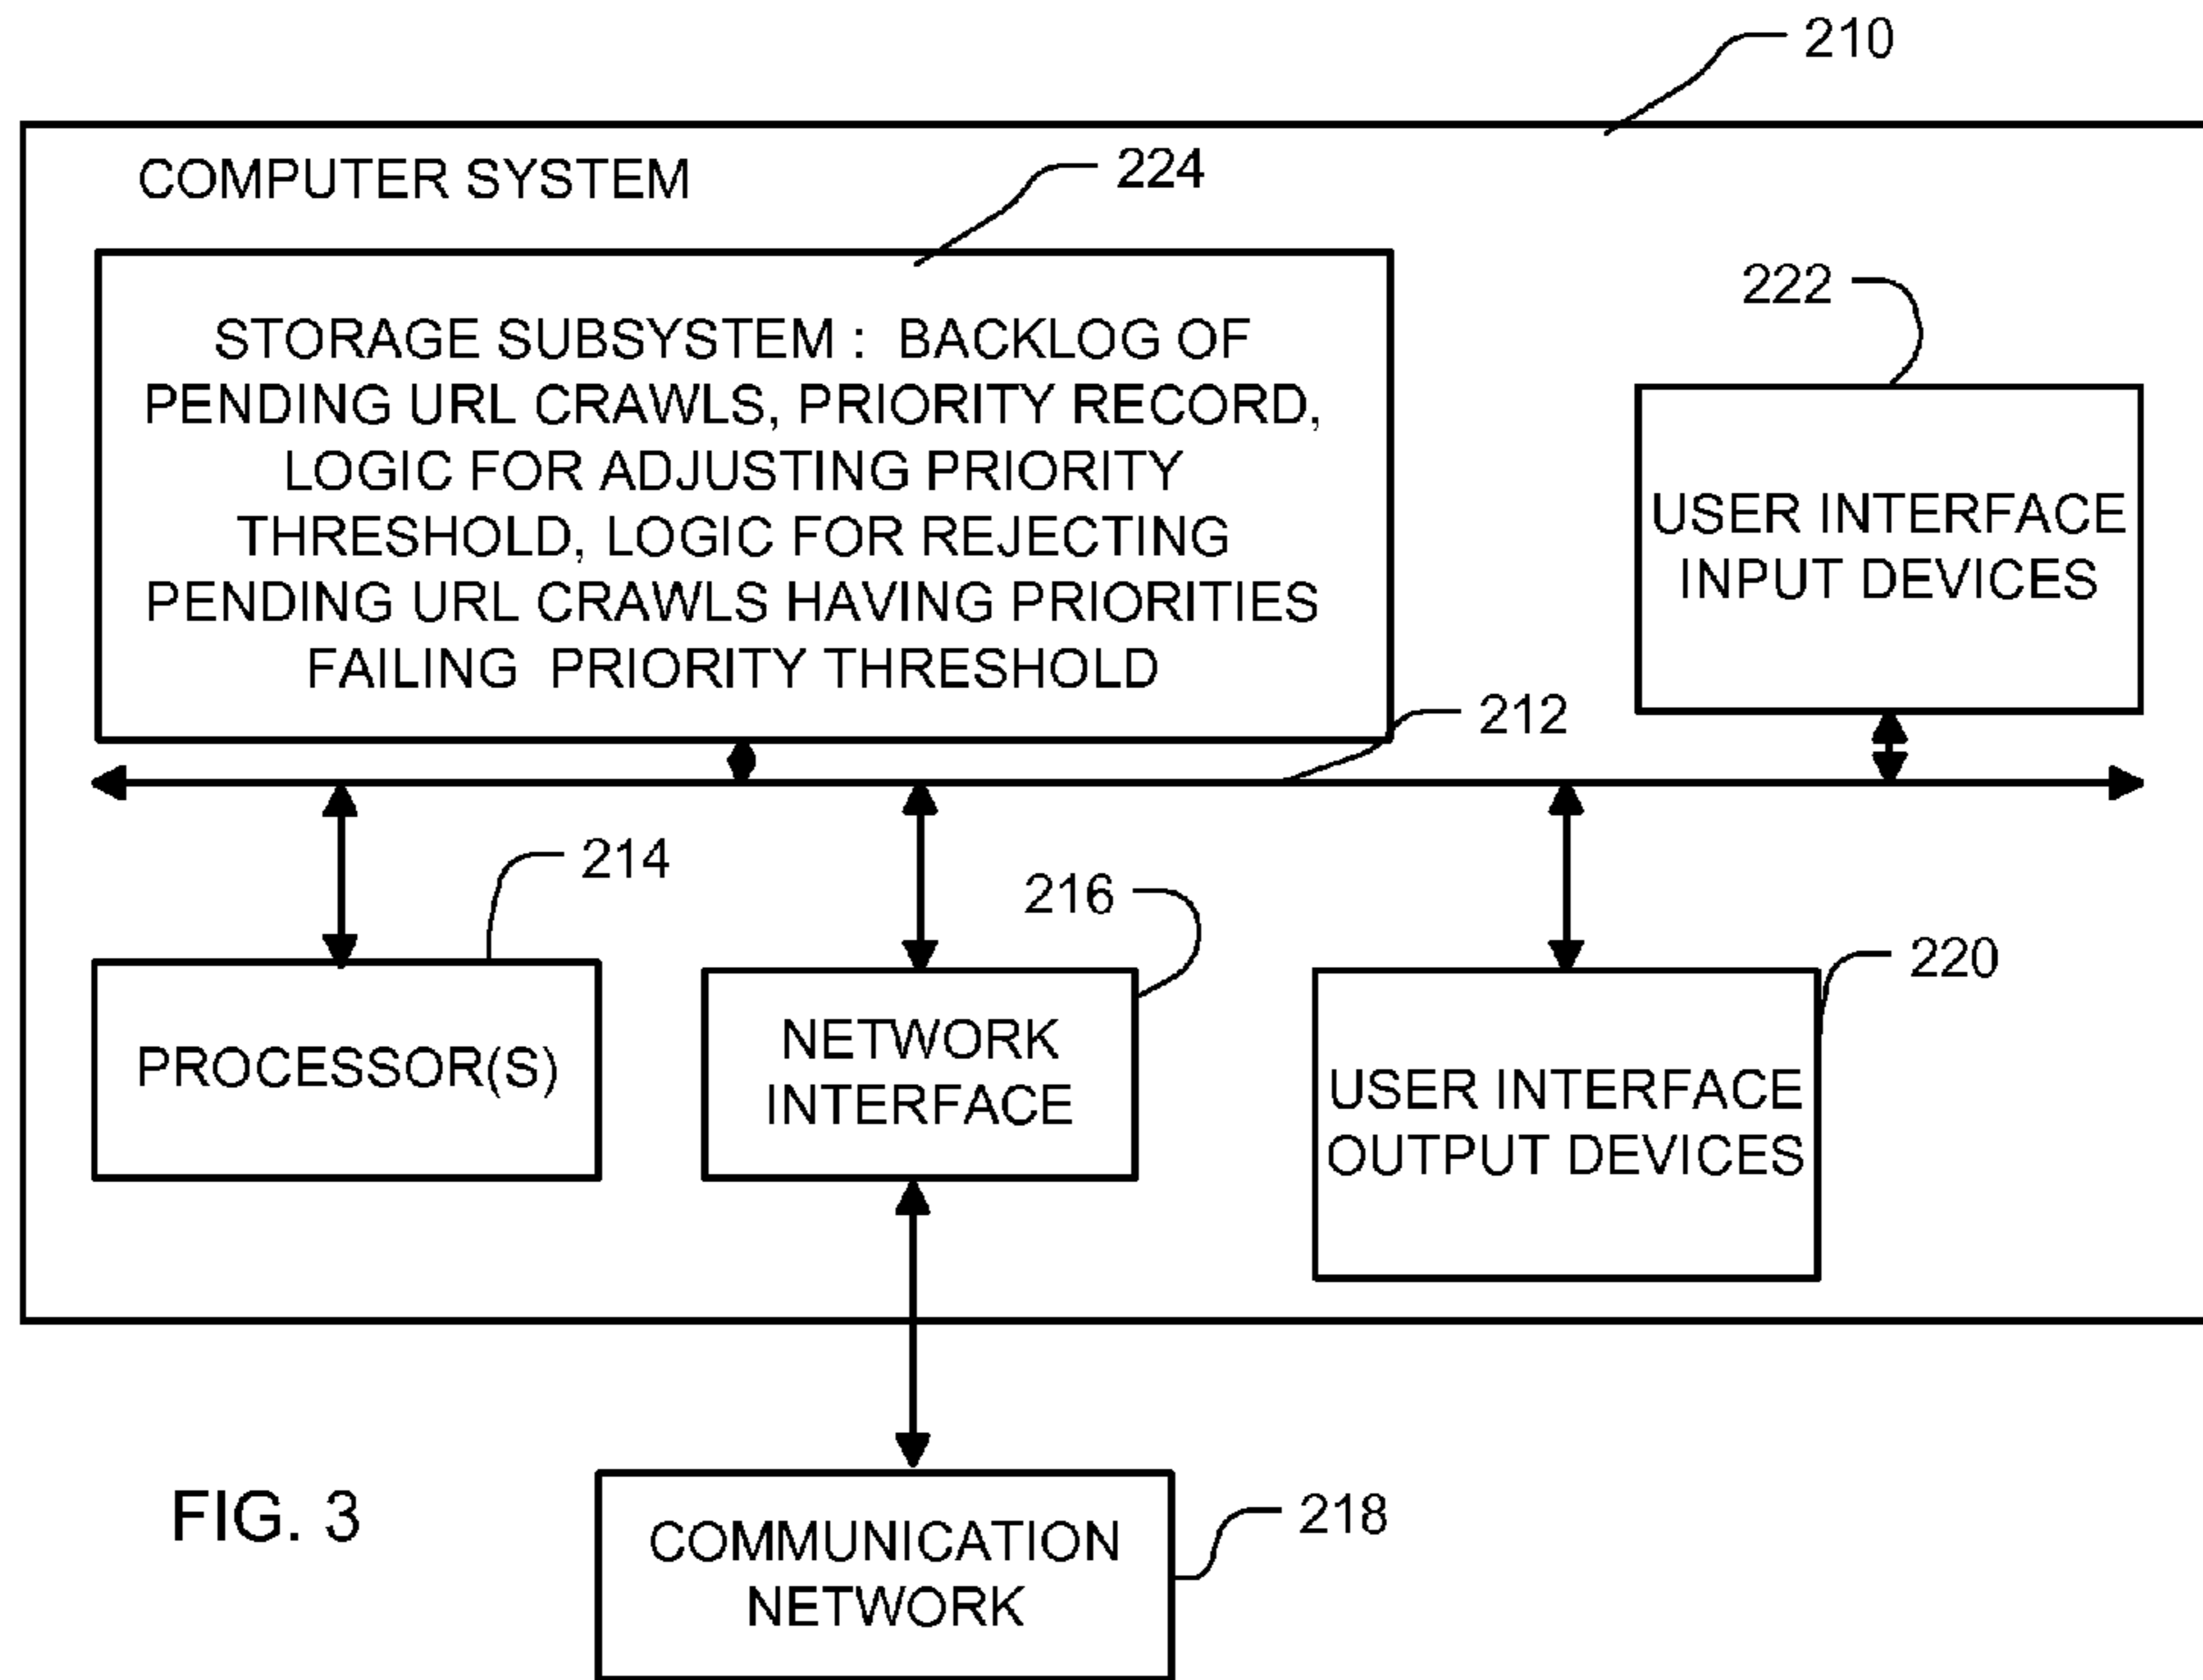 210
COMPUTER SYSTEM
224
STORAGE SUBSYSTEM : BACKLOG OF
PENDING URL CRAWLS, PRIORITY RECORD,
LOGIC FOR ADJUSTING PRIORITY
THRESHOLD, LOGIC FOR REJECTING
PENDING URL CRAWLS HAVING PRIORITIES
FAILING PRIORITY THRESHOLD
222
USER INTERFACE
INPUT DEVICES
212
214
PROCESSOR(S)
216
NETWORK
INTERFACE
220
USER INTERFACE
OUTPUT DEVICES
FIG. 3
218
COMMUNICATION
NETWORK